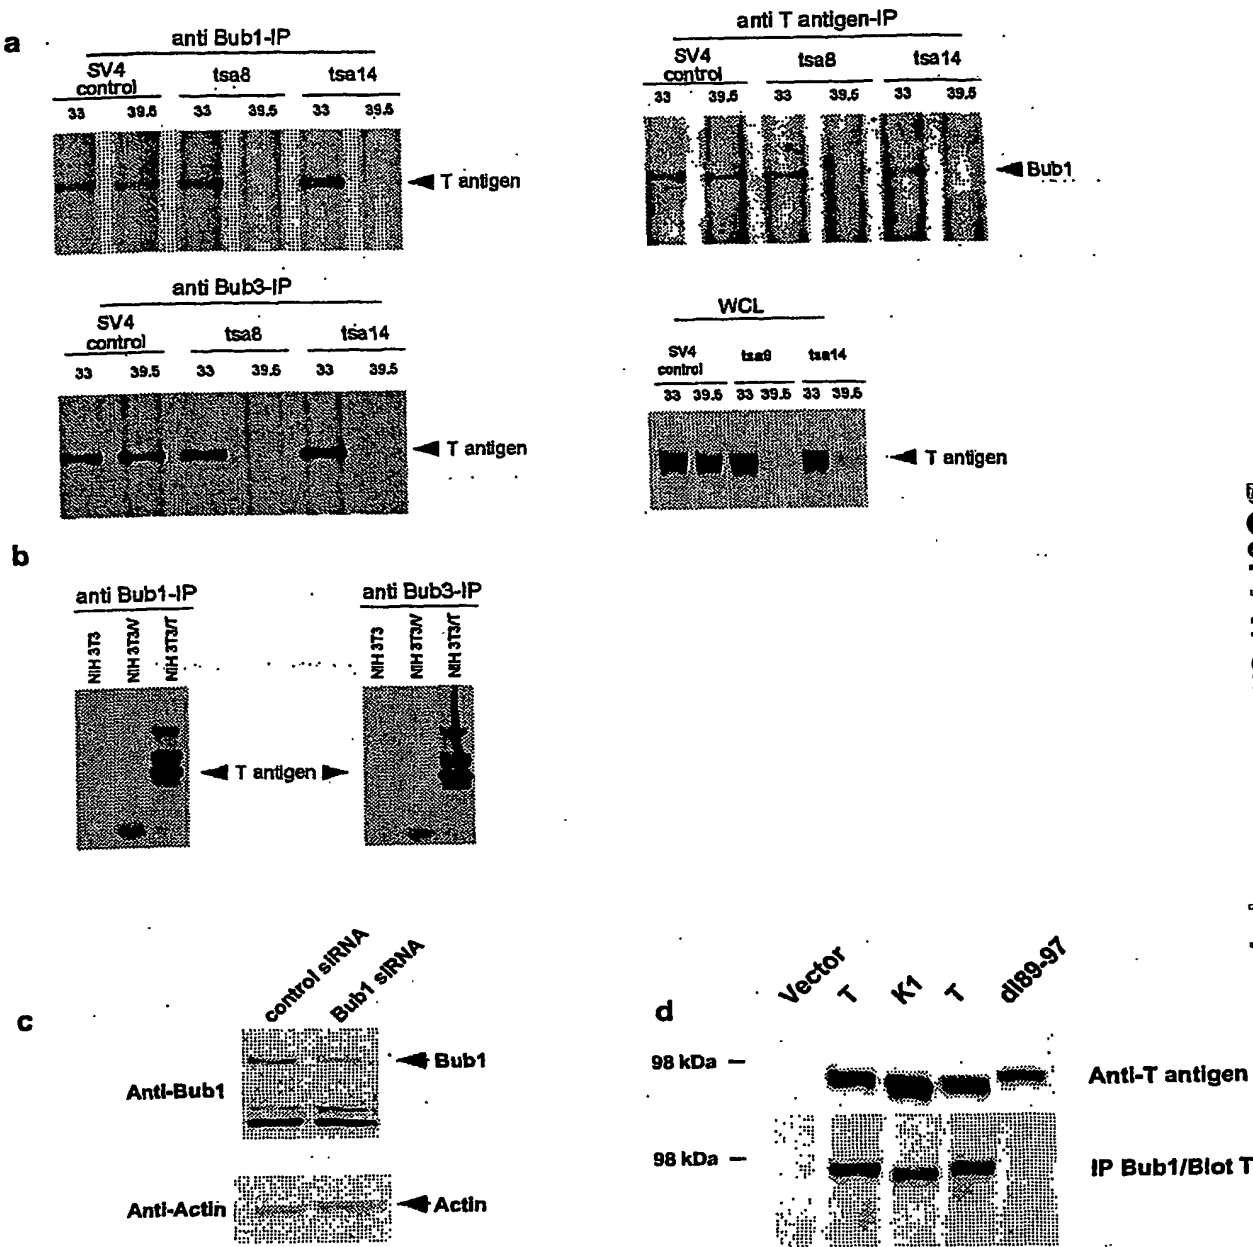 a
anti Bub1-IP
SV4 control
tsa8
tsa14
33 39.5 33 39.5 33 39.5
T antigen
anti T antigen-IP
SV4 control
tsa8
tsa14
33 39.5 33 39.5 33 39.5
Bub1
anti Bub3-IP
SV4 control
tsa8
tsa14
33 39.5 33 39.5 33 39.5
T antigen
WCL
SV4 control
tsa8
tsa14
33 39.5 33 39.5 33 39.5
T antigen
b
anti Bub1-IP
NIH 3T3
NIH 3T3/V
NIH 3T3/T
anti Bub3-IP
NIH 3T3
NIH 3T3/V
NIH 3T3/T
T antigen
c
control siRNA
Bub1 siRNA
Anti-Bub1
Bub1
Anti-Actin
Actin
d
Vector
T
K1
T
dl89-97
98 kDa
Anti-T antigen
98 kDa
IP Bub1/Blot T